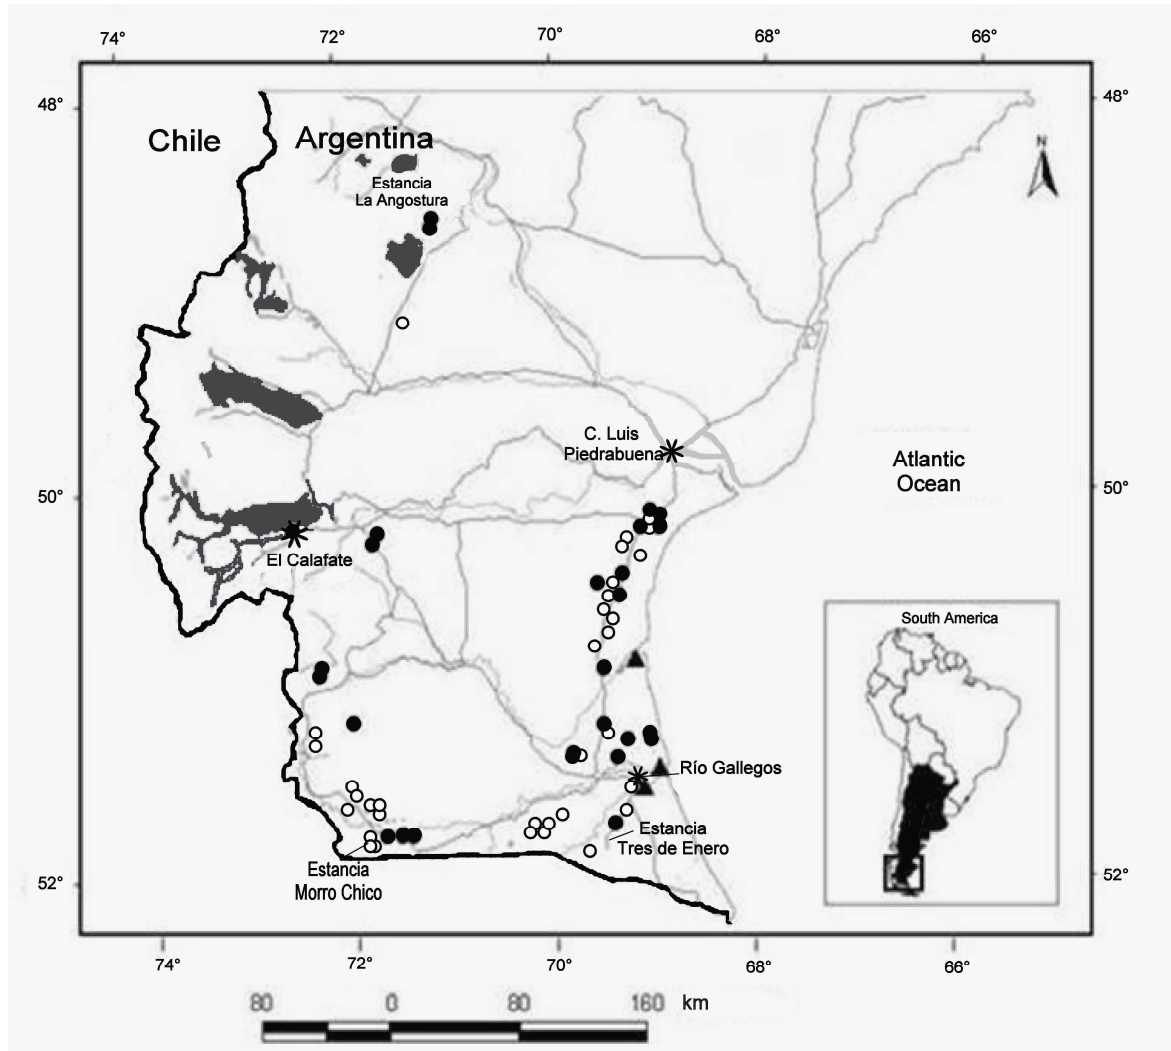 74° 72° 70° 68° 66°
48° 48°
Chile Argentina
N
Estancia
La Angostura
C. Luis
Piedrabuena
Atlantic
Ocean
50° 50°
El Calafate
South America
Río Gallegos
Estancia
Tres de Enero
Estancia
Morro Chico
52° 52°
74° 72° 70° 68° 66°
80 0 80 160 km